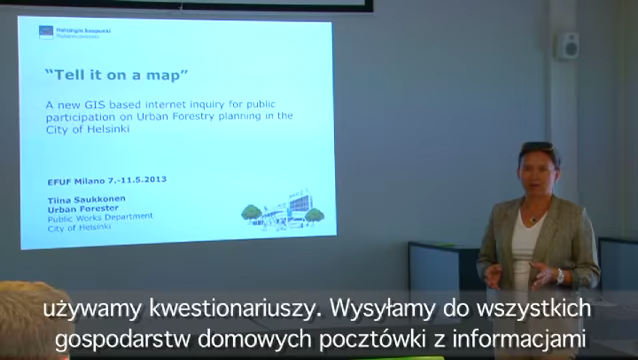 Helsingin kaupunki
"Tell it on a map"
A new GIS based internet inquiry for public
participation on Urban Forestry planning in the
City of Helsinki
EFUF Milano 7.-11.5.2013
Tiina Saukkonen
Urban Forester
Public Works Department
City of Helsinki
używamy kwestionariuszy. Wysyłamy do wszystkich
gospodarstw domowych pocztówki z informacjami